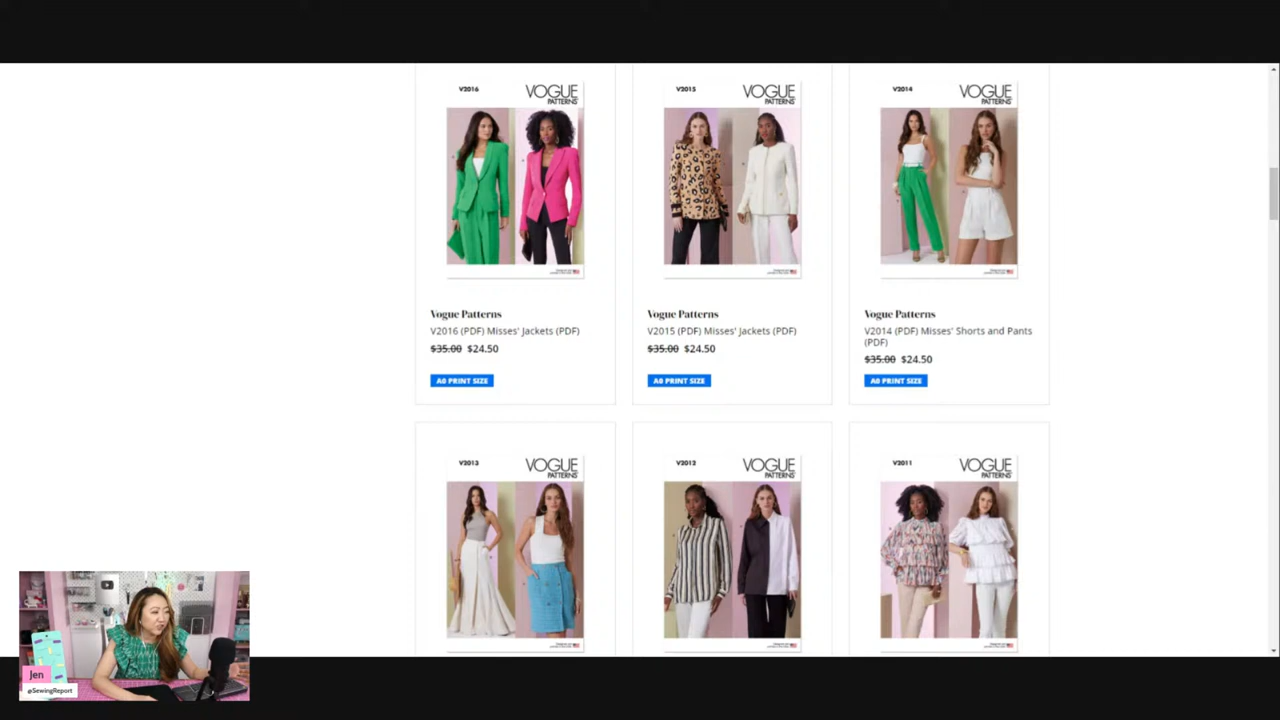 V2016
VOGUE
PATTERNS
V2015
VOGUE
PATTERNS
V2014
VOGUE
PATTERNS
Vogue Patterns
V2016 (PDF) Misses' Jackets (PDF)
$35.00 $24.50
A0 PRINT SIZE
Vogue Patterns
V2015 (PDF) Misses' Jackets (PDF)
$35.00 $24.50
A0 PRINT SIZE
Vogue Patterns
V2014 (PDF) Misses' Shorts and Pants
(PDF)
$35.00 $24.50
A0 PRINT SIZE
V2013
VOGUE
PATTERNS
V2012
VOGUE
PATTERNS
V2011
VOGUE
PATTERNS
Jen
@SewingReport